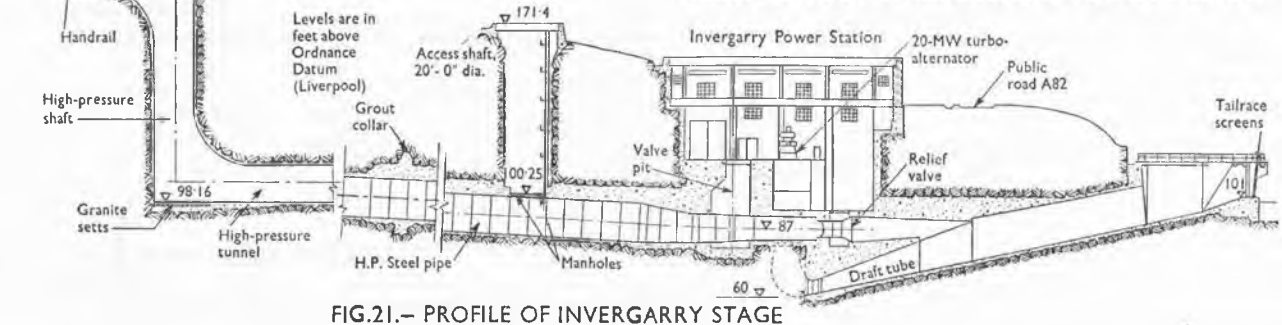 Handrail
Levels are in
feet above
Ordnance
Datum
(Liverpool)
171·4
Access shaft,
20'- 0" dia.
Invergarry Power Station
20-MW turbo-
alternator
Public
road A82
Tailrace
screens
High-pressure
shaft
Grout
collar
Valve
pit
Relief
valve
98·16
00·25
101
87
Granite
setts
High-pressure
tunnel
H.P. Steel pipe
Manholes
Draft tube
60
FIG.21.— PROFILE OF INVERGARRY STAGE